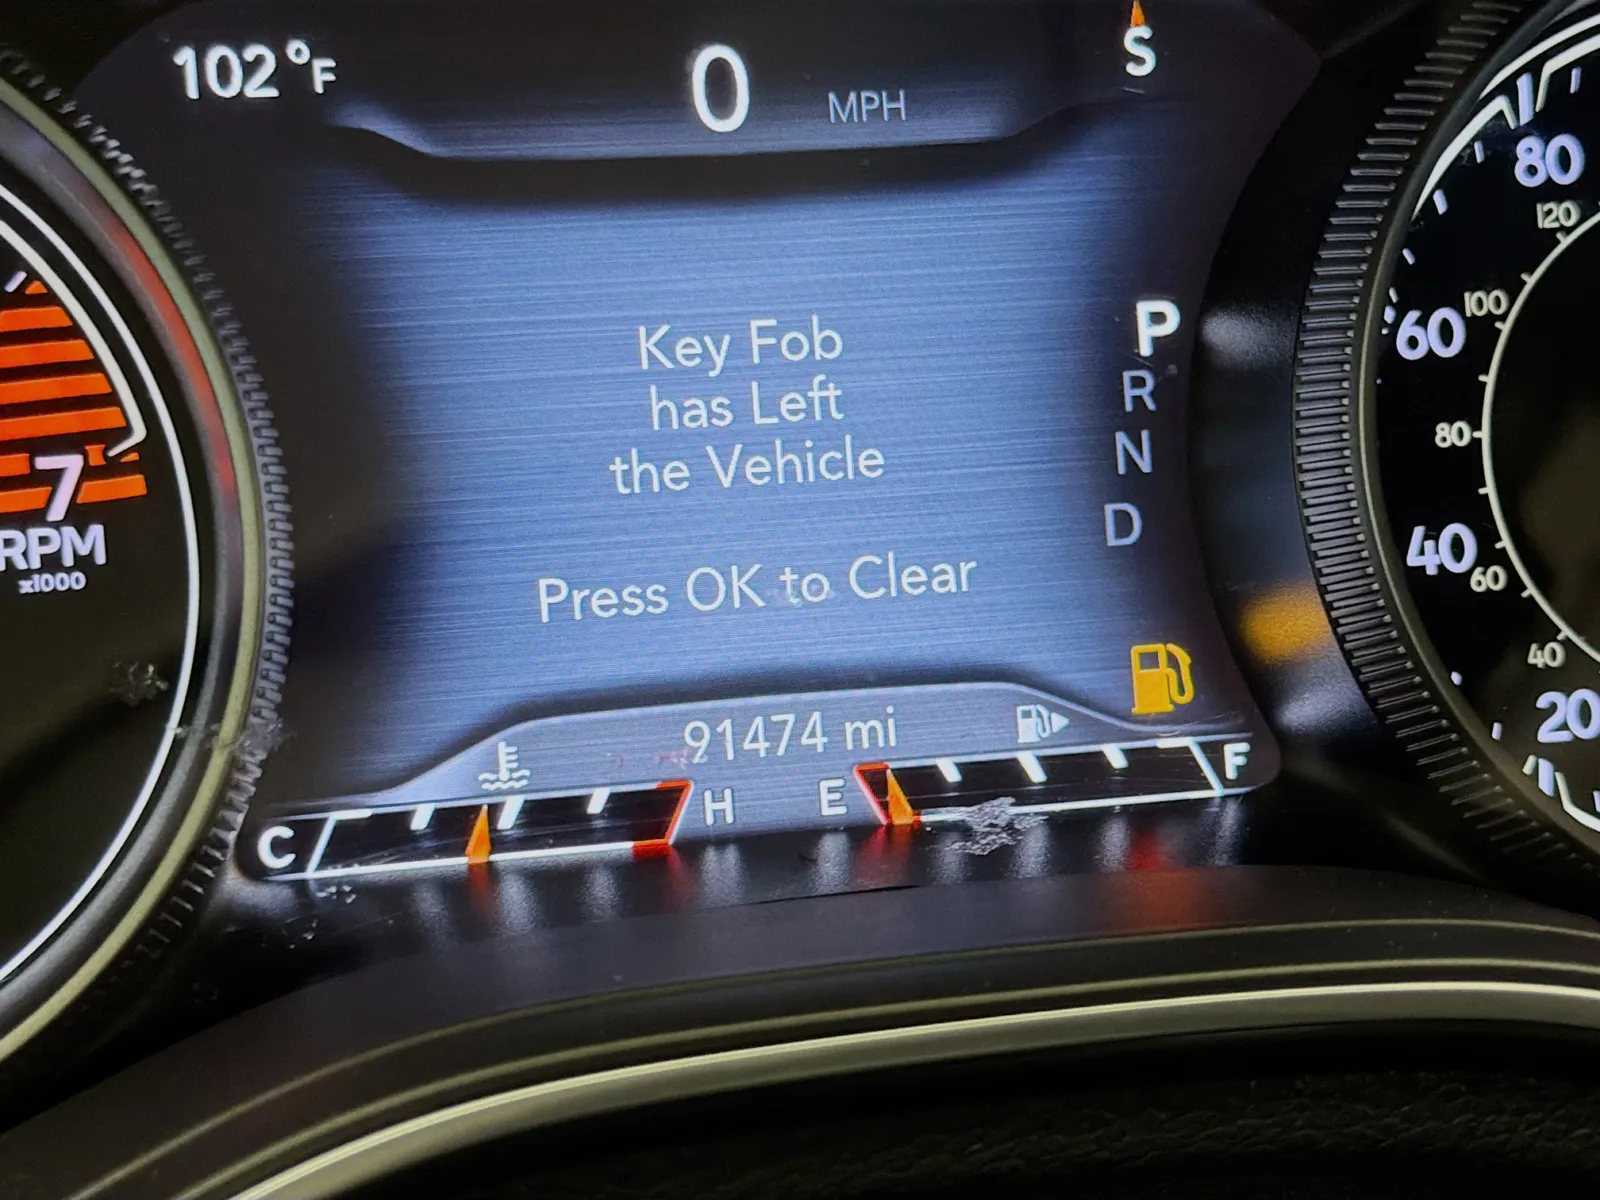 102°F
0 MPH
S
Key Fob
has Left
the Vehicle
Press OK to Clear
P
R
N
D
91474 mi
C
H
E
F
7
RPM
x1000
80
60
40
20
120
100
80
60
40